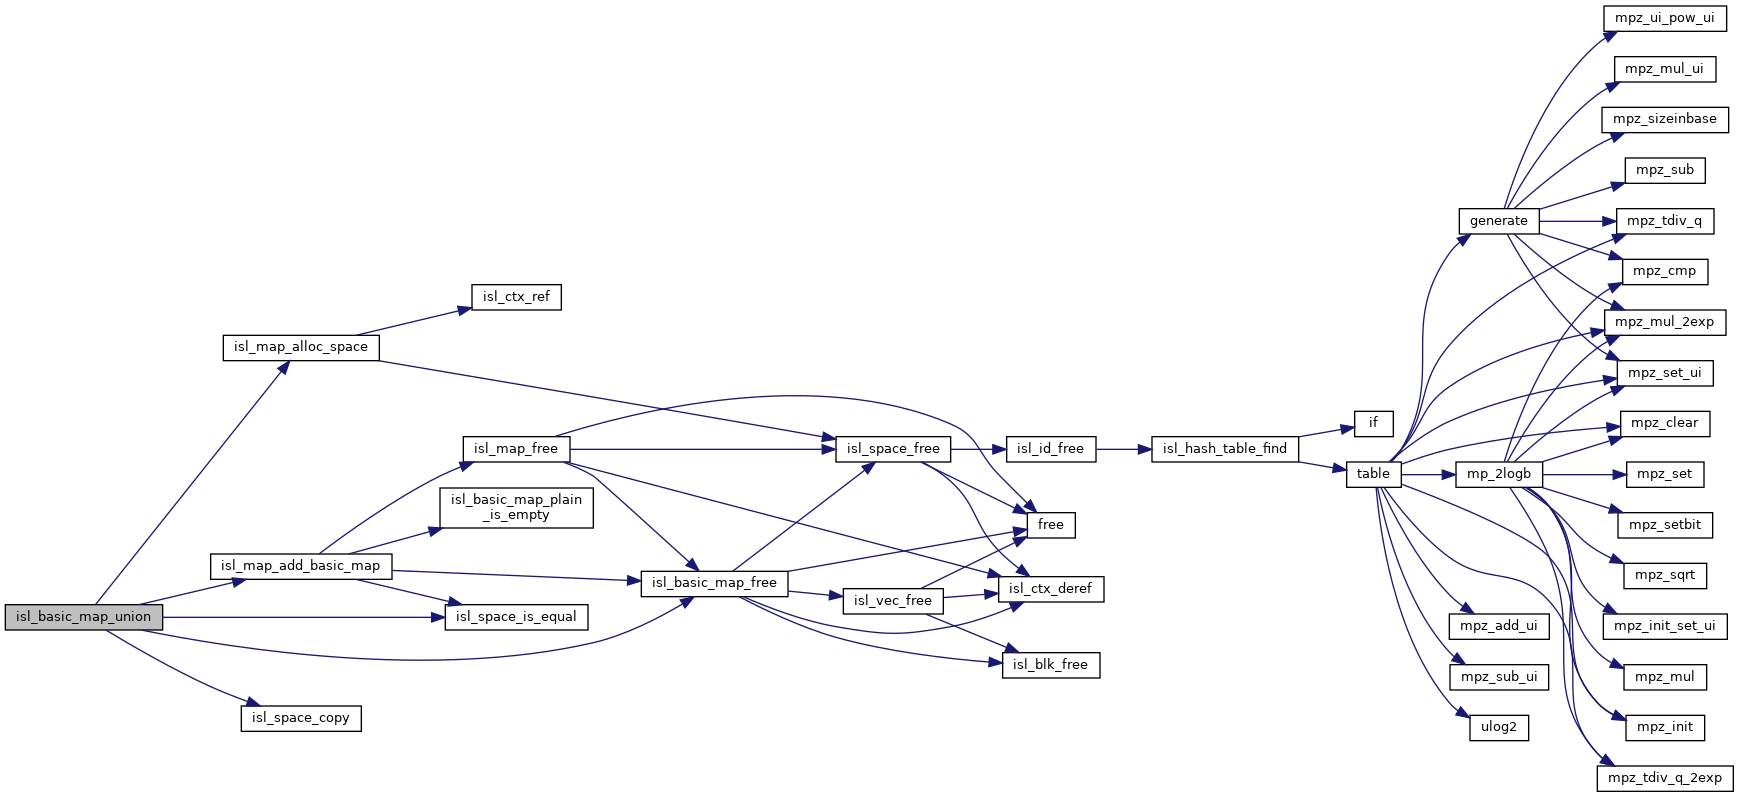 mpz_ui_pow_ui
mpz_mul_ui
mpz_sizeinbase
mpz_sub
generate
mpz_tdiv_q
mpz_cmp
isl_ctx_ref
mpz_mul_2exp
isl_map_alloc_space
mpz_set_ui
if
mpz_clear
isl_map_free
isl_space_free
isl_id_free
isl_hash_table_find
table
mp_2logb
mpz_set
isl_basic_map_plain
_is_empty
free
mpz_setbit
isl_map_add_basic_map
isl_basic_map_free
isl_ctx_deref
mpz_sqrt
isl_vec_free
isl_basic_map_union
isl_space_is_equal
mpz_add_ui
mpz_init_set_ui
isl_blk_free
mpz_sub_ui
mpz_mul
isl_space_copy
ulog2
mpz_init
mpz_tdiv_q_2exp